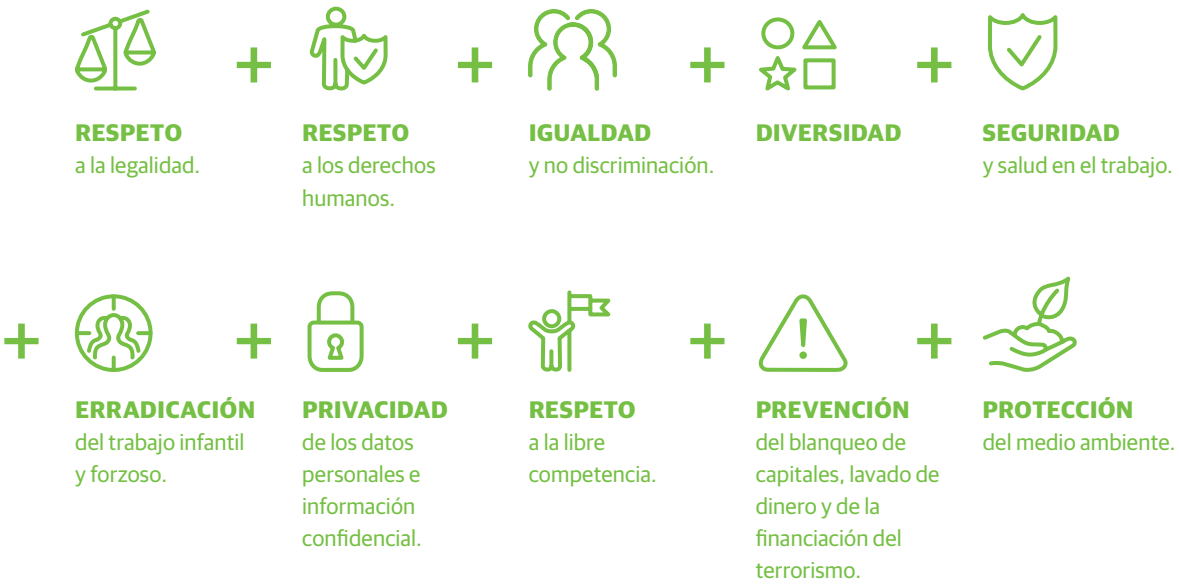 RESPETO
a la legalidad.
RESPETO
a los derechos
humanos.
IGUALDAD
y no discriminación.
DIVERSIDAD
SEGURIDAD
y salud en el trabajo.
ERRADICACIÓN
del trabajo infantil
y forzoso.
PRIVACIDAD
de los datos
personales e
información
confidencial.
RESPETO
a la libre
competencia.
PREVENCIÓN
del blanqueo de
capitales, lavado de
dinero y de la
financiación del
terrorismo.
PROTECCIÓN
del medio ambiente.